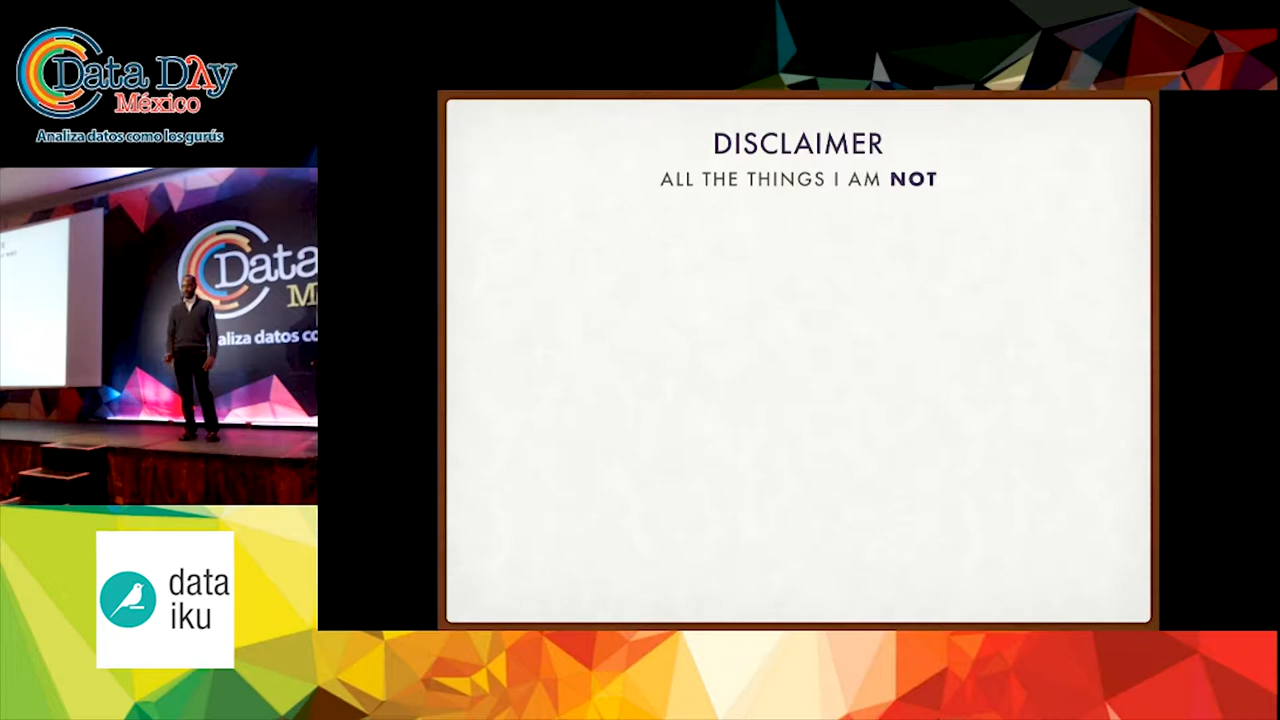 Data DAy
México
Analiza datos como los gurús
DISCLAIMER
ALL THE THINGS I AM NOT
Data
M
aliza datos co
data
iku